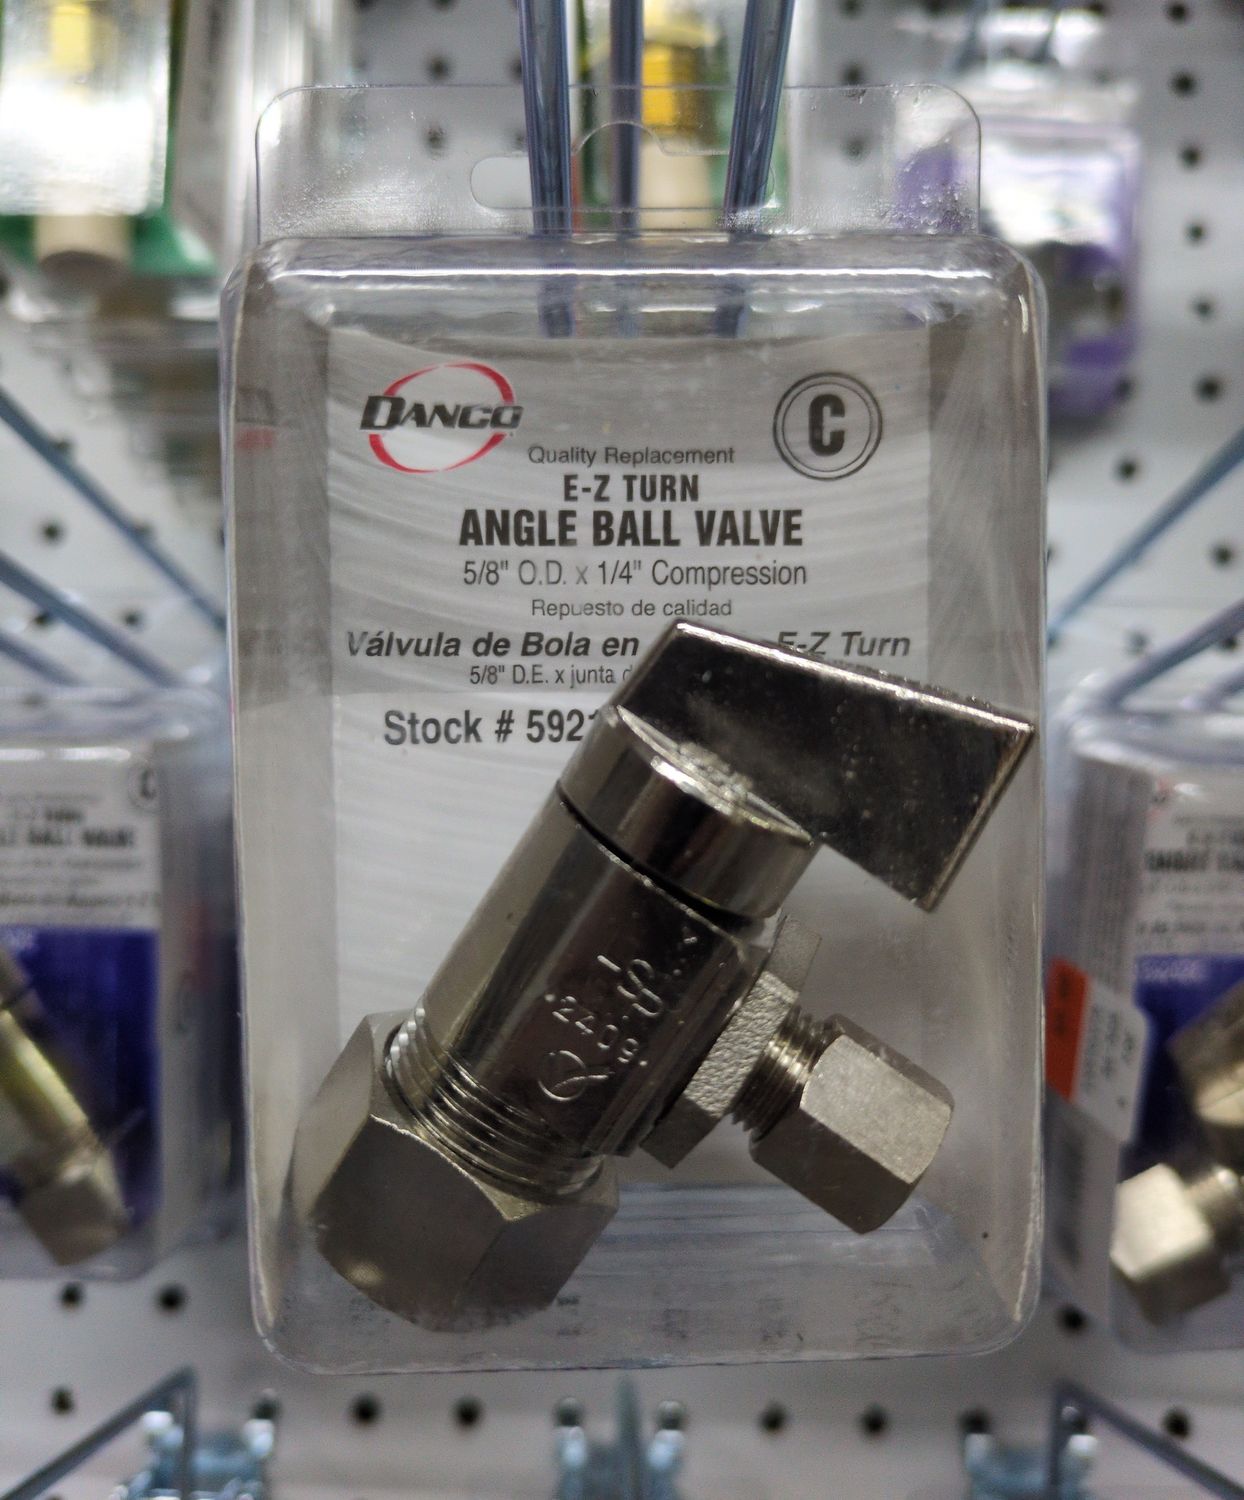 DANCO
C
Quality Replacement
E-Z TURN
ANGLE BALL VALVE
5/8" O.D. x 1/4" Compression
Repuesto de calidad
Válvula de Bola en E-Z Turn
5/8" D.E. x junta
Stock # 592